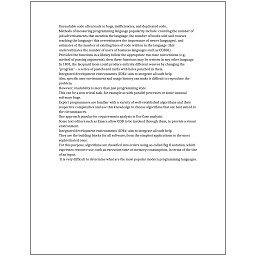 Unreadable code often leads to bugs, inefficiencies, and duplicated code.
Methods of measuring programming language popularity include: counting the number of
job advertisements that mention the language, the number of books sold and courses
teaching the language (this overestimates the importance of newer languages), and
estimates of the number of existing lines of code written in the language (this
underestimates the number of users of business languages such as COBOL).
Provided the functions in a library follow the appropriate run-time conventions (e.g.,
method of passing arguments), then these functions may be written in any other language.
In 1801, the Jacquard loom could produce entirely different weaves by changing the
"program" – a series of pasteboard cards with holes punched in them.
Integrated development environments (IDEs) aim to integrate all such help.
Also, specific user environment and usage history can make it difficult to reproduce the
problem.
However, readability is more than just programming style.
This can be a non-trivial task, for example as with parallel processes or some unusual
software bugs.
Expert programmers are familiar with a variety of well-established algorithms and their
respective complexities and use this knowledge to choose algorithms that are best suited to
the circumstances.
One approach popular for requirements analysis is Use Case analysis.
Some text editors such as Emacs allow GDB to be invoked through them, to provide a visual
environment.
Integrated development environments (IDEs) aim to integrate all such help.
They are the building blocks for all software, from the simplest applications to the most
sophisticated ones.
For this purpose, algorithms are classified into orders using so-called Big O notation, which
expresses resource use, such as execution time or memory consumption, in terms of the size
of an input.
It is very difficult to determine what are the most popular modern programming languages.